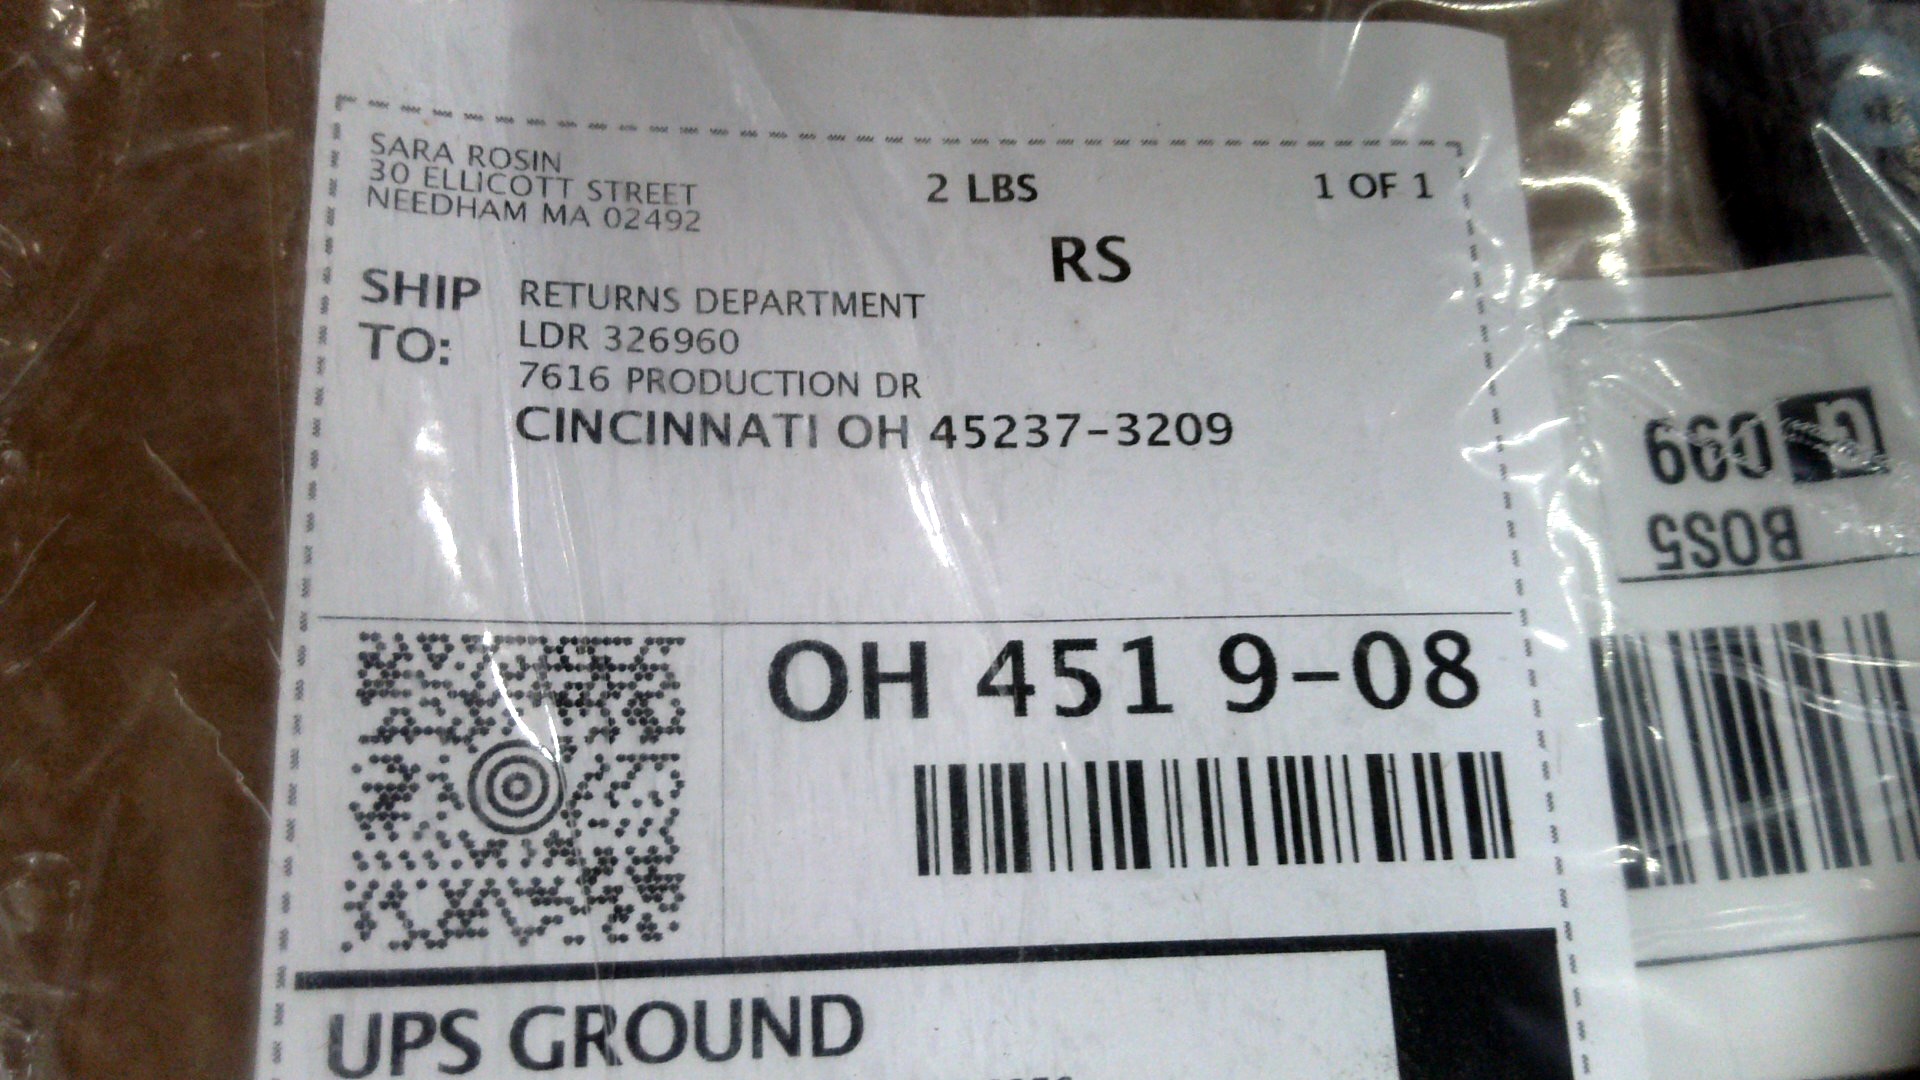 SARA ROSIN
30 ELLICOTT STREET
NEEDHAM MA 02492
2 LBS
1 OF 1
RS
SHIP TO:
RETURNS DEPARTMENT
LDR 326960
7616 PRODUCTION DR
CINCINNATI OH 45237-3209
OH 451 9-08
UPS GROUND
BOS5